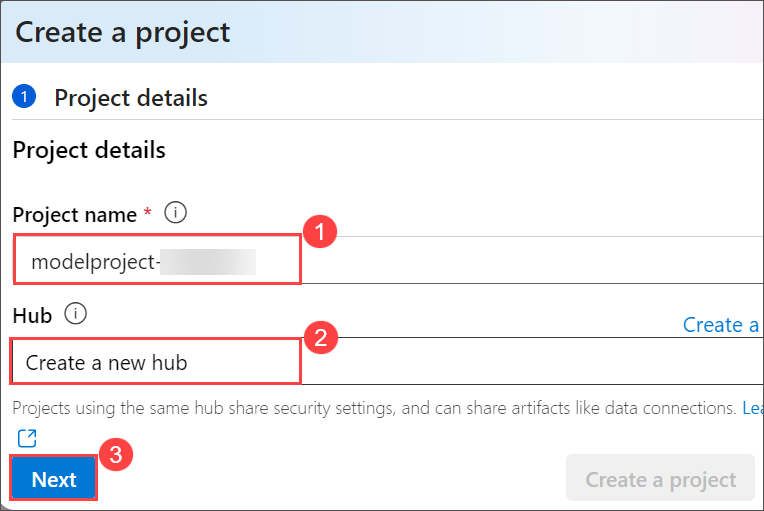 Create a project
1 Project details
Project details
Project name * i
1
modelproject-
Hub i
Create a
2
Create a new hub
Projects using the same hub share security settings, and can share artifacts like data connections. Lea
3
Next
Create a project